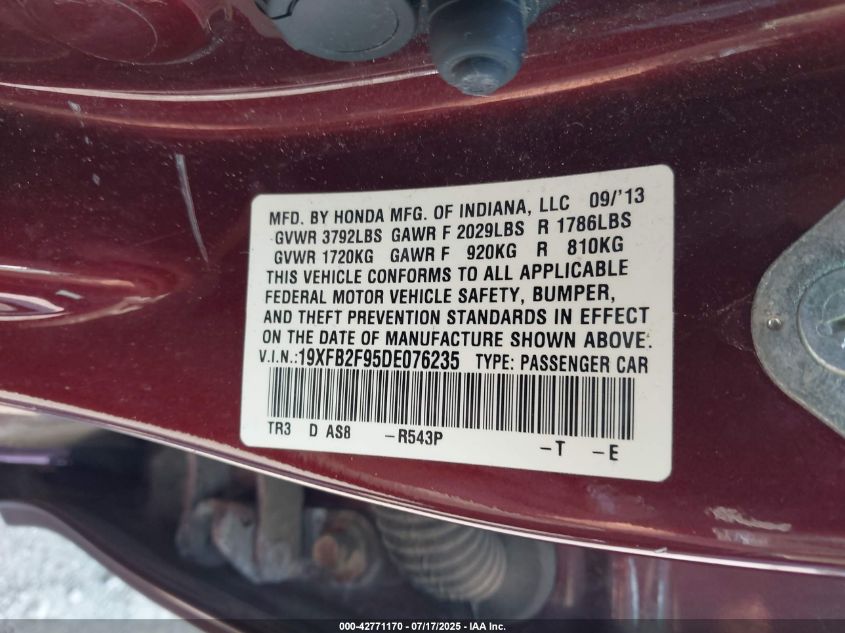 MFD. BY HONDA MFG. OF INDIANA, LLC 09/'13
GVWR 3792LBS GAWR F 2029LBS R 1786LBS
GVWR 1720KG GAWR F 920KG R 810KG
THIS VEHICLE CONFORMS TO ALL APPLICABLE
FEDERAL MOTOR VEHICLE SAFETY, BUMPER,
AND THEFT PREVENTION STANDARDS IN EFFECT
ON THE DATE OF MANUFACTURE SHOWN ABOVE.
V.I.N.:19XFB2F95DE076235 TYPE: PASSENGER CAR
TR3 D AS8 -R543P -T -E
000-42771170 / 07/17/2025 - IAA Inc.